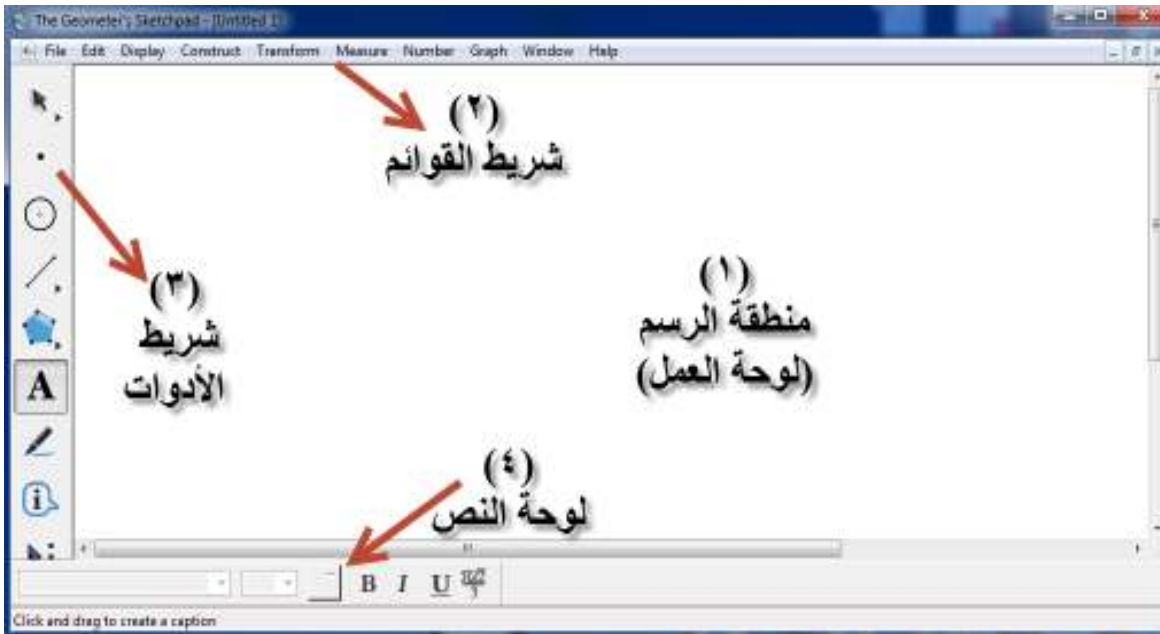 The Geometer's Sketchpad - [Untitled 1]
File Edit Display Construct Transform Measure Number Graph Window Help
(٢)
شريط القوائم
(١)
منطقة الرسم
(لوحة العمل)
(٣)
شريط
الأدوات
A
i
(٤)
لوحة النص
B I U
Click and drag to create a caption